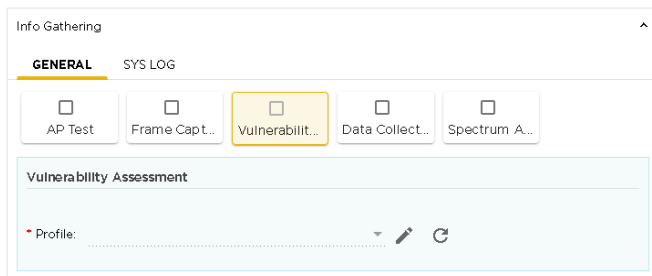 Info Gathering
GENERAL SYS LOG
AP Test Frame Capt... Vulnerabilit... Data Collect... Spectrum A...
Vulnerability Assessment
* Profile: